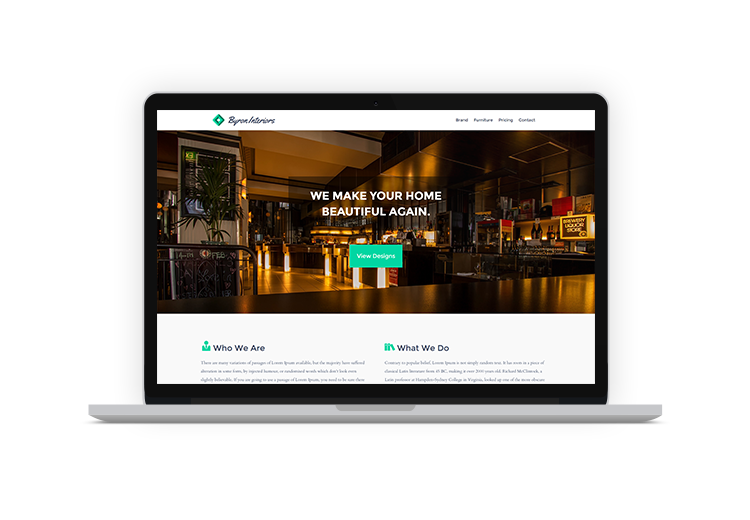 Byron Interiors
Brand Furniture Pricing Contact
WE MAKE YOUR HOME
BEAUTIFUL AGAIN.
BREWERY
LIQUOR
STORE
COFFEE
View Designs
Who We Are
There are many variations of passages of Lorem Ipsum available, but the majority have suffered
alteration in some form, by injected humour, or randomised words which don't look even
slightly believable. If you are going to use a passage of Lorem Ipsum, you need to be sure there
What We Do
Contrary to popular belief, Lorem Ipsum is not simply random text. It has roots in a piece of
classical Latin literature from 45 BC, making it over 2000 years old. Richard McClintock, a
Latin professor at Hampden-Sydney College in Virginia, looked up one of the more obscure